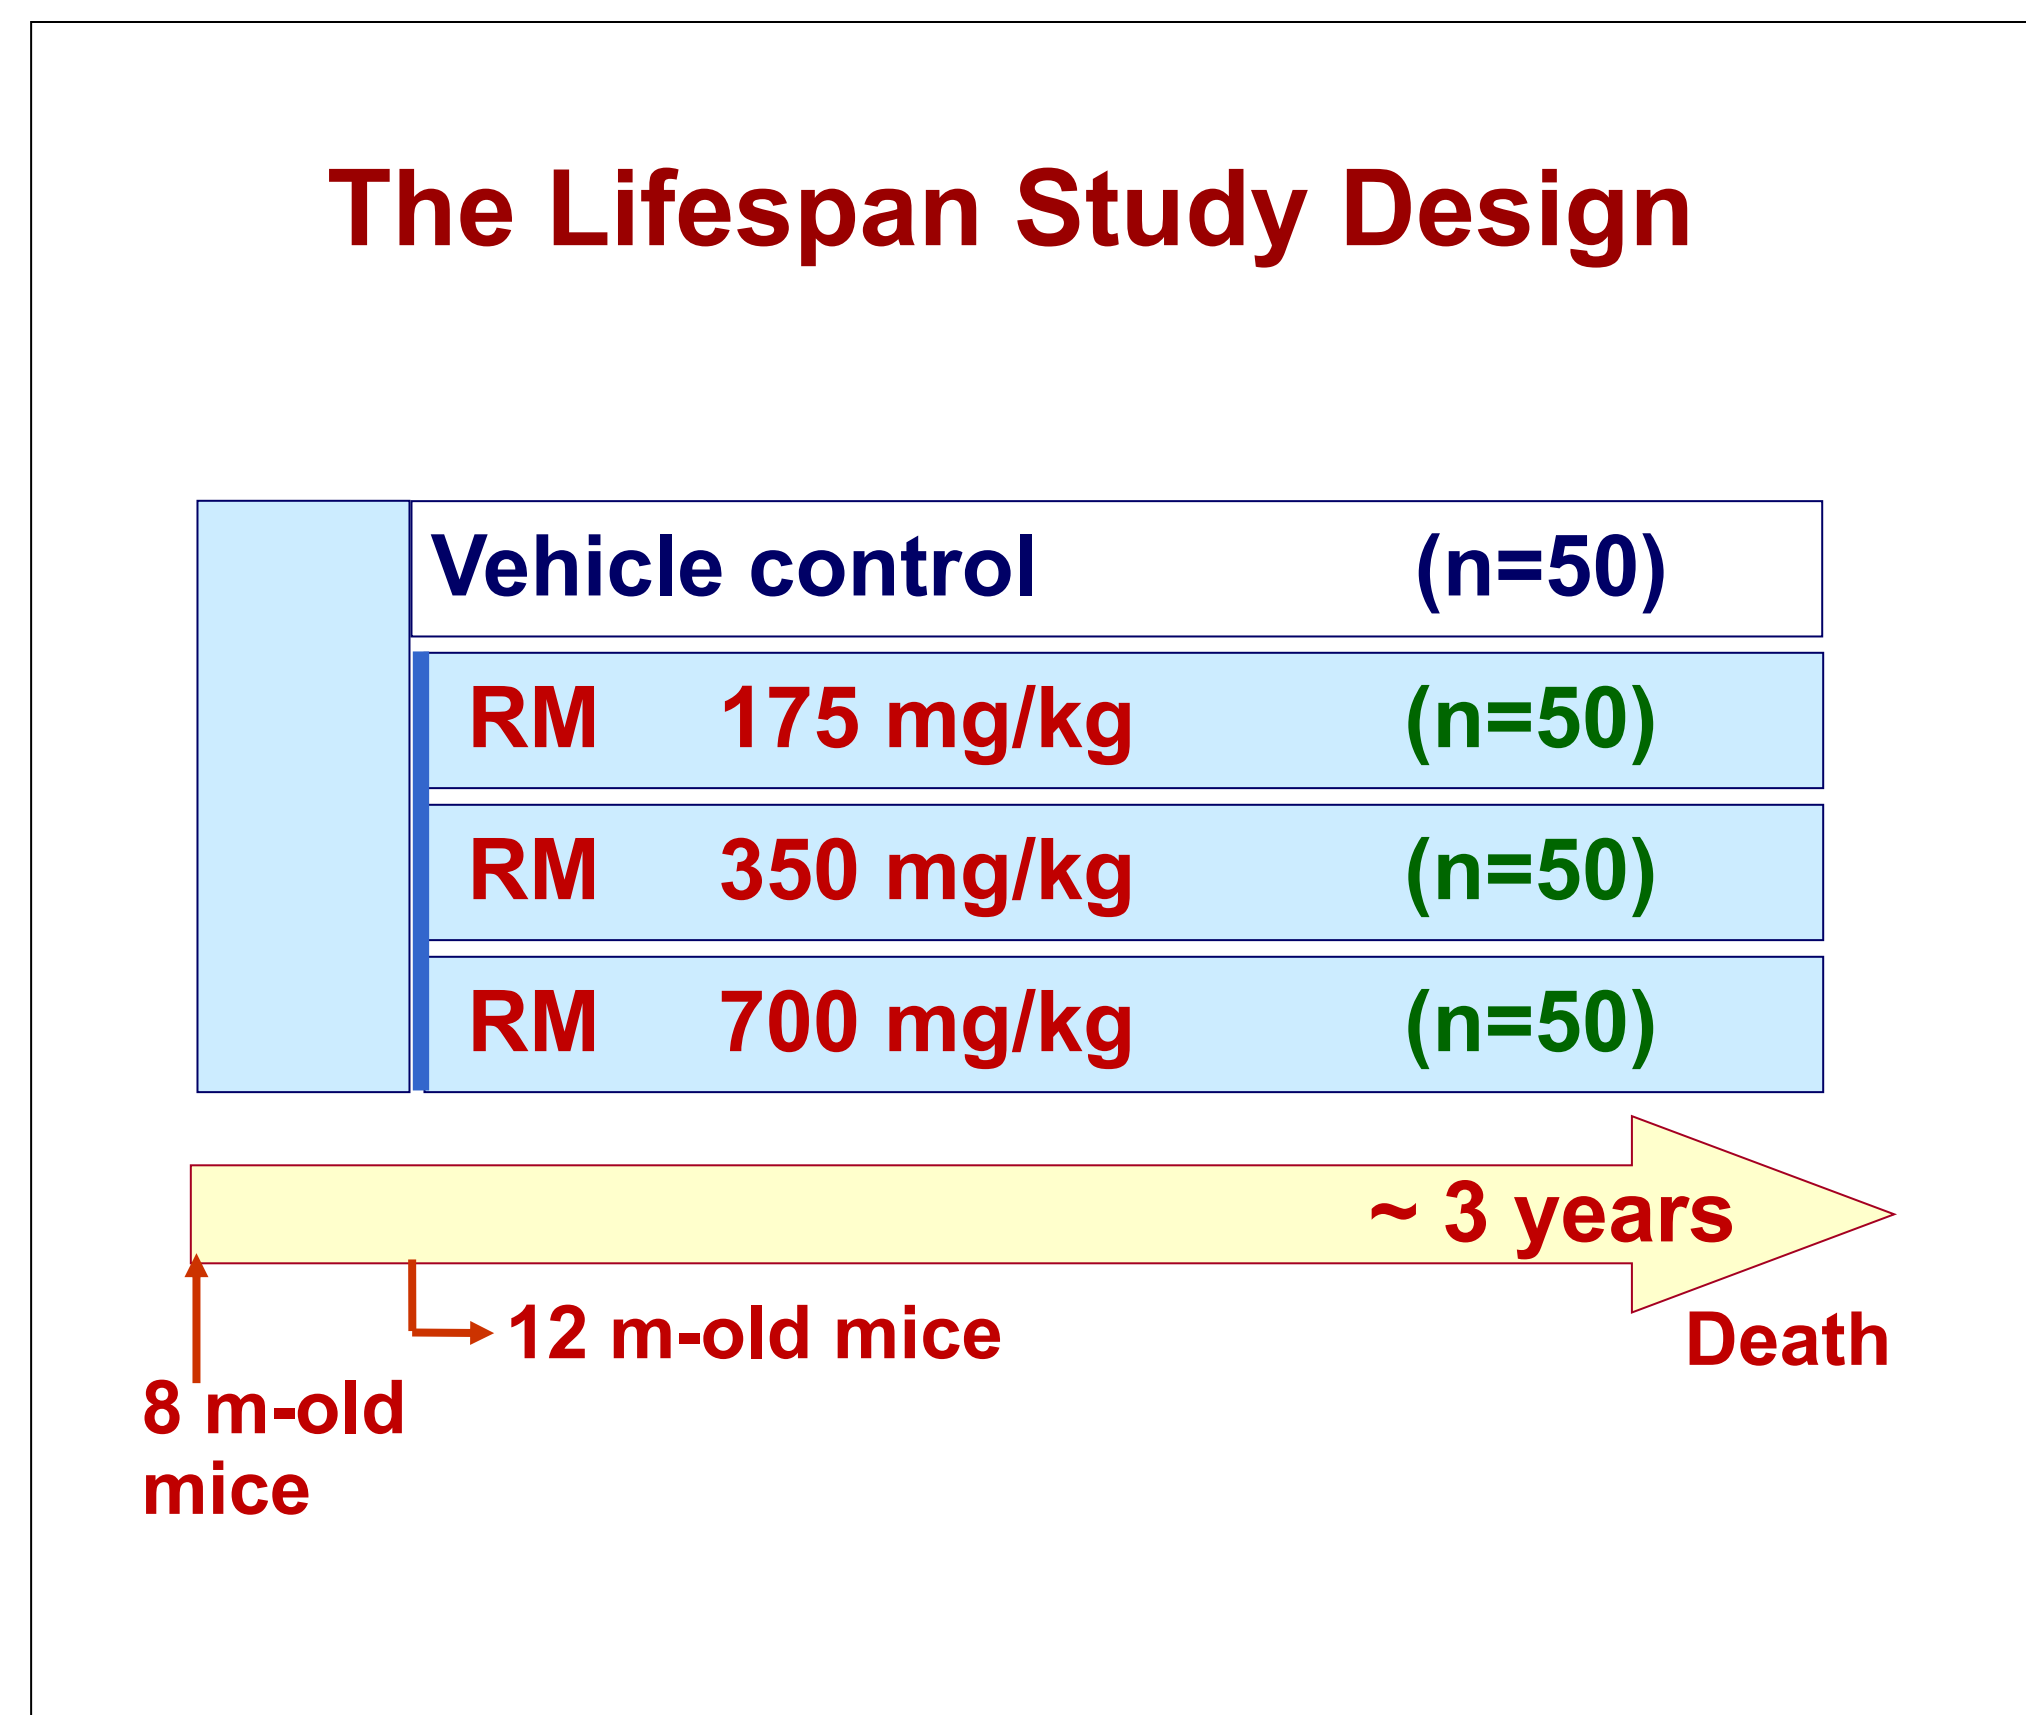 The Lifespan Study Design
Vehicle control (n=50)
RM 175 mg/kg (n=50)
RM 350 mg/kg (n=50)
RM 700 mg/kg (n=50)
~ 3 years
12 m-old mice
Death
8 m-old
mice